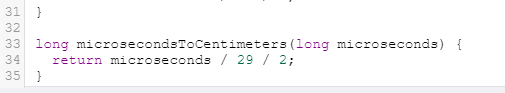 31 }
32
33 long microsecondsToCentimeters(long microseconds) {
34   return microseconds / 29 / 2;
35 }